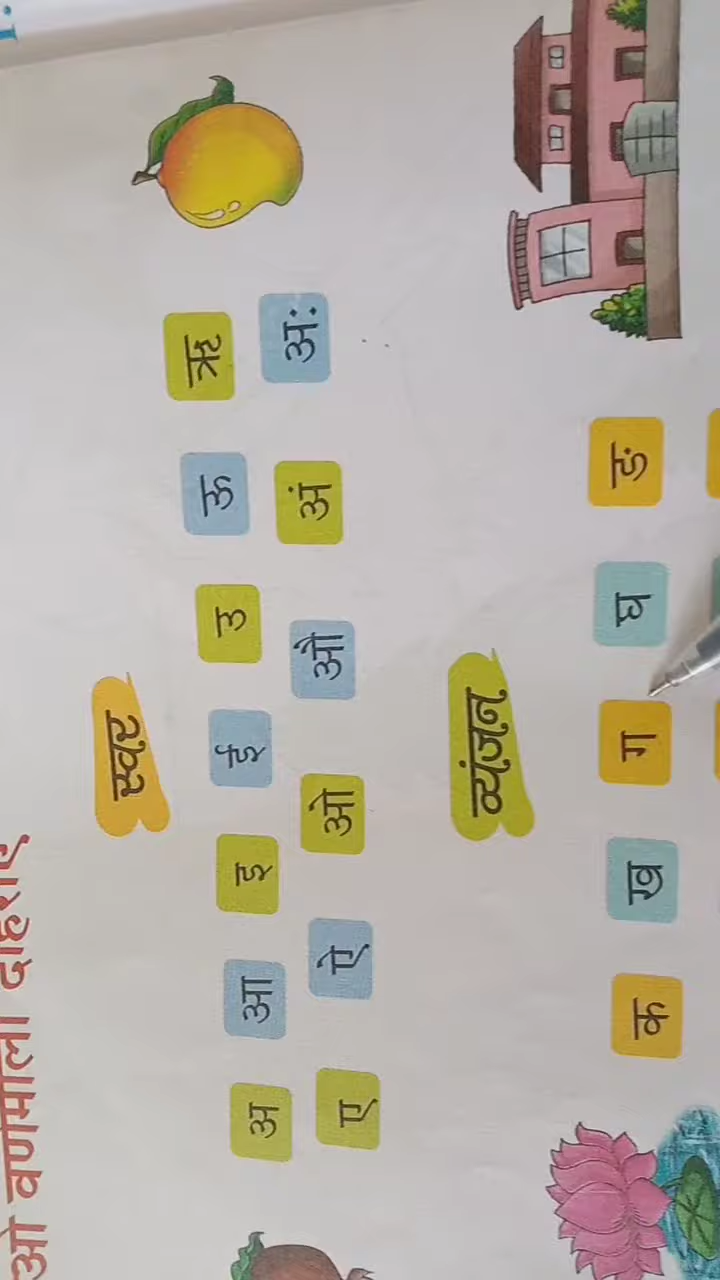 ओ वर्णमाला दोहराएँ
स्वर
अ आ इ ई उ ऊ ऋ
ए ऐ ओ औ अं अः
व्यंजन
क ख ग घ ङ